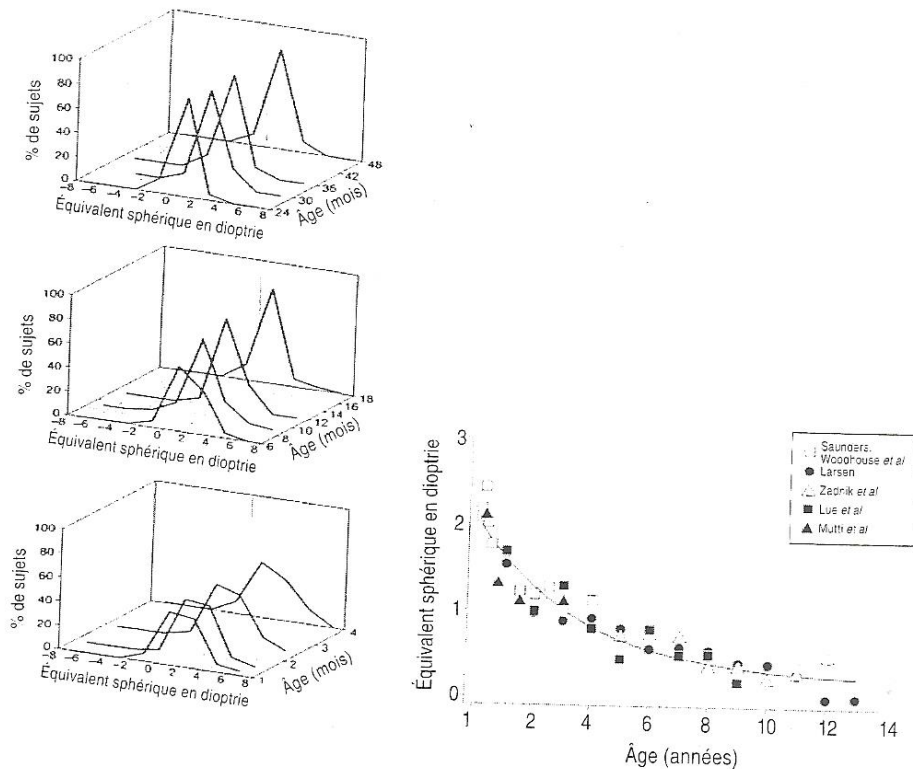 100
80
60
40
20
0
% de sujets
−8 −6 −4 −2 0 2 4 6 8
Équivalent sphérique en dioptrie
24 30 36 42 48
Âge (mois)
100
80
60
40
20
0
% de sujets
−8 −6 −4 −2 0 2 4 6 8
Équivalent sphérique en dioptrie
6 8 10 12 14 16 18
Âge (mois)
100
80
60
40
20
0
% de sujets
−8 −6 −4 −2 0 2 4 6 8
Équivalent sphérique en dioptrie
1 2 3 4
Âge (mois)
3
2
1
0
Équivalent sphérique en dioptrie
1 2 4 6 8 10 12 14
Âge (années)
Saunders,
Woodhouse et al
Larsen
Zadnik et al
Lue et al
Mutti et al